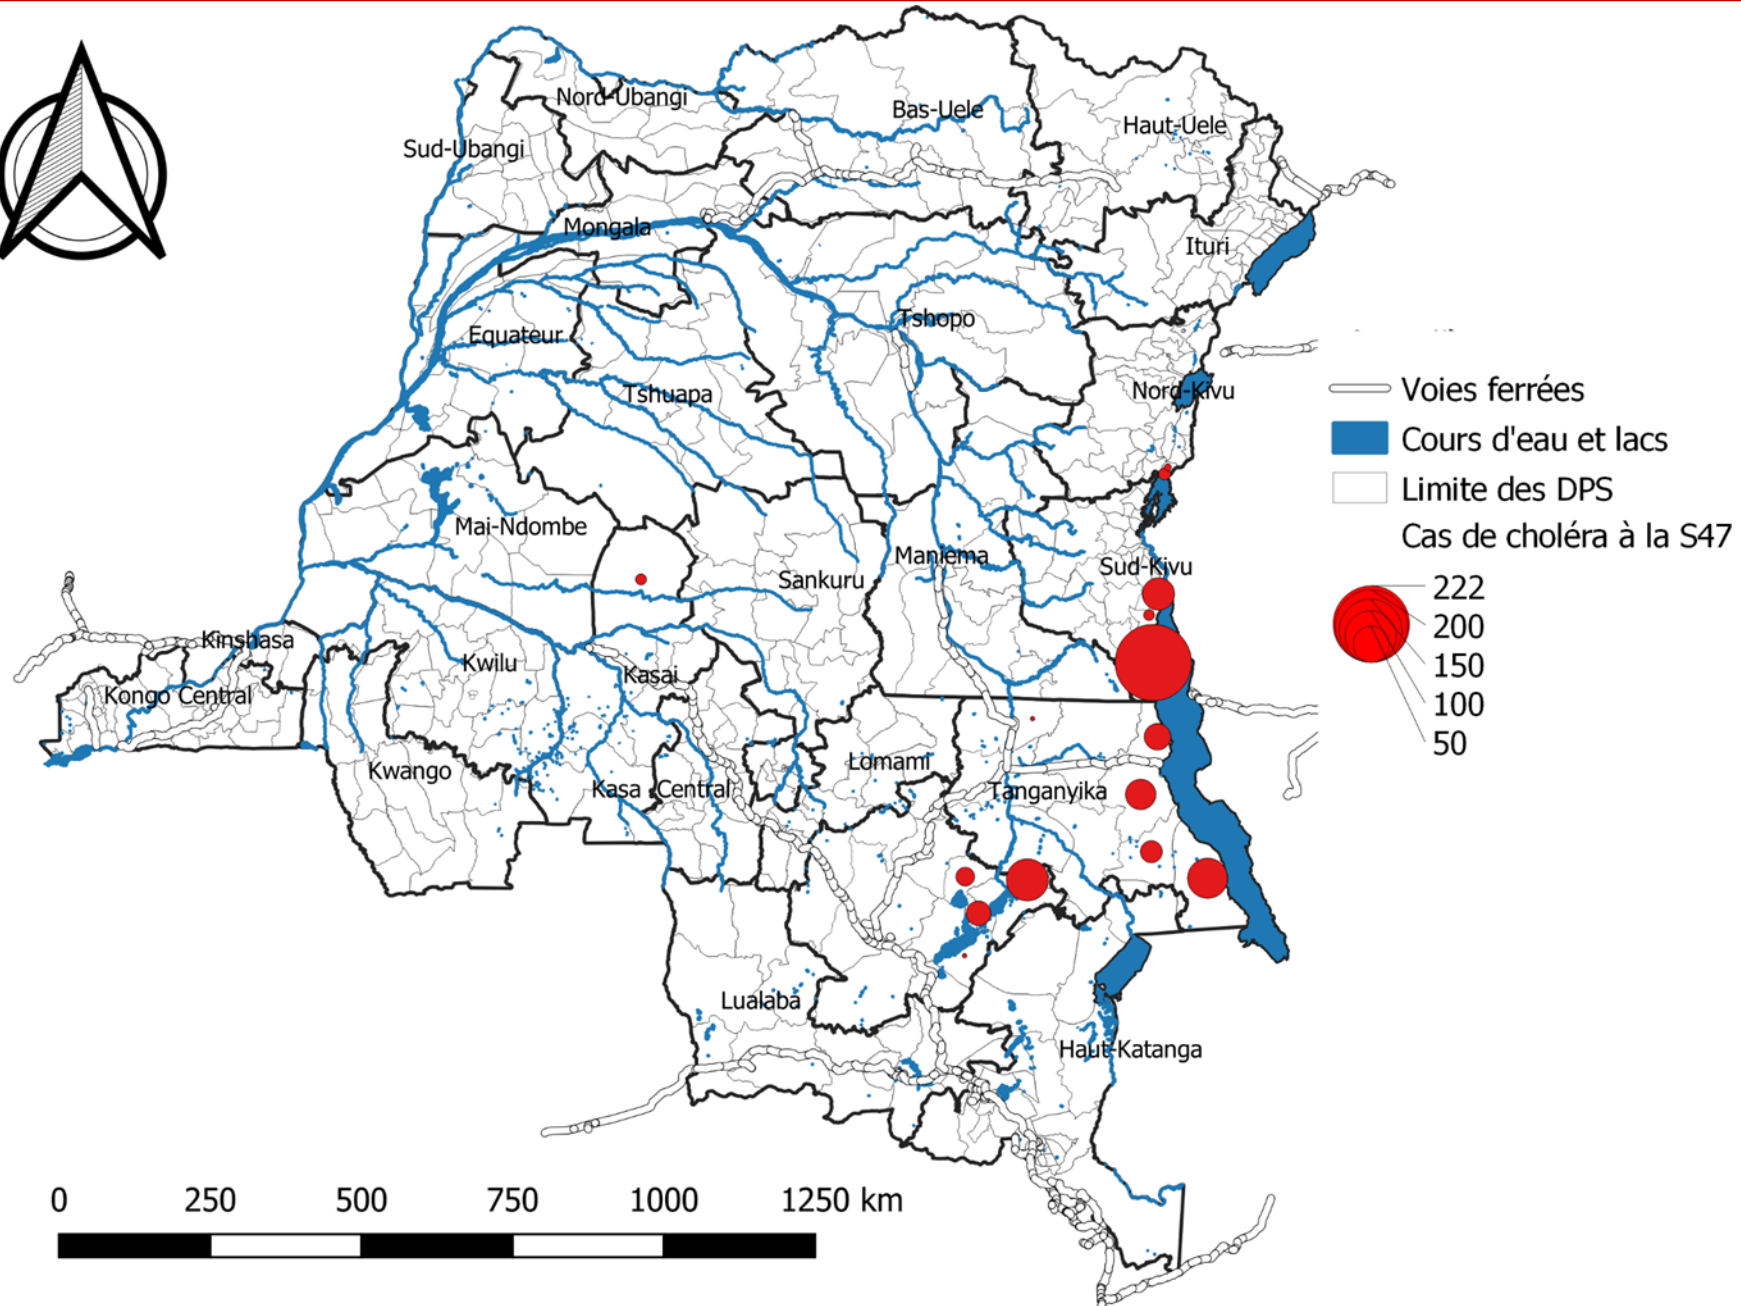 Nord-Ubangi
Bas-Uele
Haut-Uele
Sud-Ubangi
Mongala
Ituri
Equateur
Tshopo
Tshuapa
Nord-Kivu
Mai-Ndombe
Maniema
Sud-Kivu
Sankuru
Kinshasa
Kwilu
Kasai
Kongo Central
Kwango
Lomami
Kasa Central
Tanganyika
Lualaba
Haut-Katanga
Voies ferrées
Cours d'eau et lacs
Limite des DPS
Cas de choléra à la S47
222
200
150
100
50
0 250 500 750 1000 1250 km